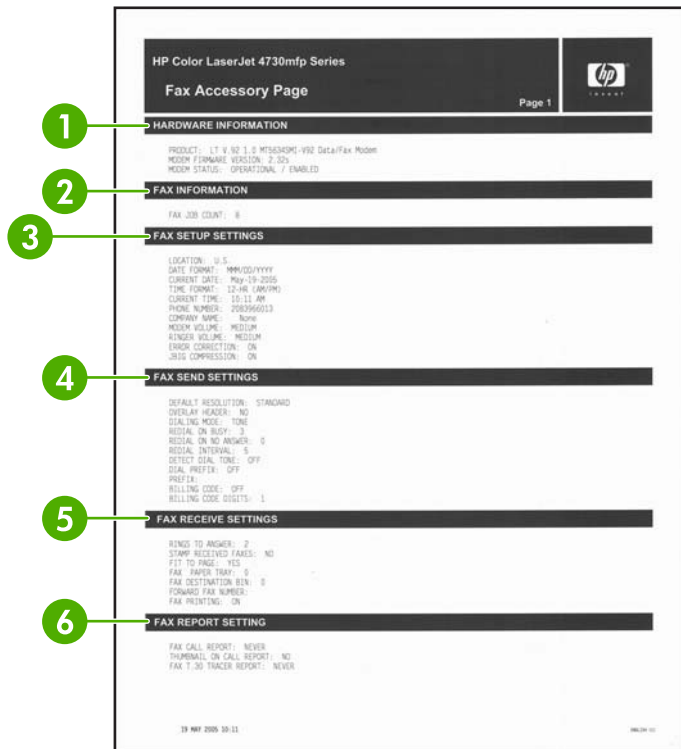 HP Color LaserJet 4730mfp Series
Fax Accessory Page
Page 1
hp
invent
1
HARDWARE INFORMATION
PRODUCT: LT V.92 1.0 MT5634SMI-V92 Data/Fax Modem
MODEM FIRMWARE VERSION: 2.32s
MODEM STATUS: OPERATIONAL / ENABLED
2
FAX INFORMATION
FAX JOB COUNT: 6
3
FAX SETUP SETTINGS
LOCATION: U.S.
DATE FORMAT: MMM/DD/YYYY
CURRENT DATE: May-19-2005
TIME FORMAT: 12-HR (AM/PM)
CURRENT TIME: 10:11 AM
PHONE NUMBER: 2083966013
COMPANY NAME: None
MODEM VOLUME: MEDIUM
RINGER VOLUME: MEDIUM
ERROR CORRECTION: ON
JBIG COMPRESSION: ON
4
FAX SEND SETTINGS
DEFAULT RESOLUTION: STANDARD
OVERLAY HEADER: NO
DIALING MODE: TONE
REDIAL ON BUSY: 3
REDIAL ON NO ANSWER: 0
REDIAL INTERVAL: 5
DETECT DIAL TONE: OFF
DIAL PREFIX: OFF
PREFIX:
BILLING CODE: OFF
BILLING CODE DIGITS: 1
5
FAX RECEIVE SETTINGS
RINGS TO ANSWER: 2
STAMP RECEIVED FAXES: NO
FIT TO PAGE: YES
FAX PAPER TRAY: 0
FAX DESTINATION BIN: 0
FORWARD FAX NUMBER:
FAX PRINTING: ON
6
FAX REPORT SETTING
FAX CALL REPORT: NEVER
THUMBNAIL ON CALL REPORT: NO
FAX T.30 TRACER REPORT: NEVER
19 MAY 2005 10:11